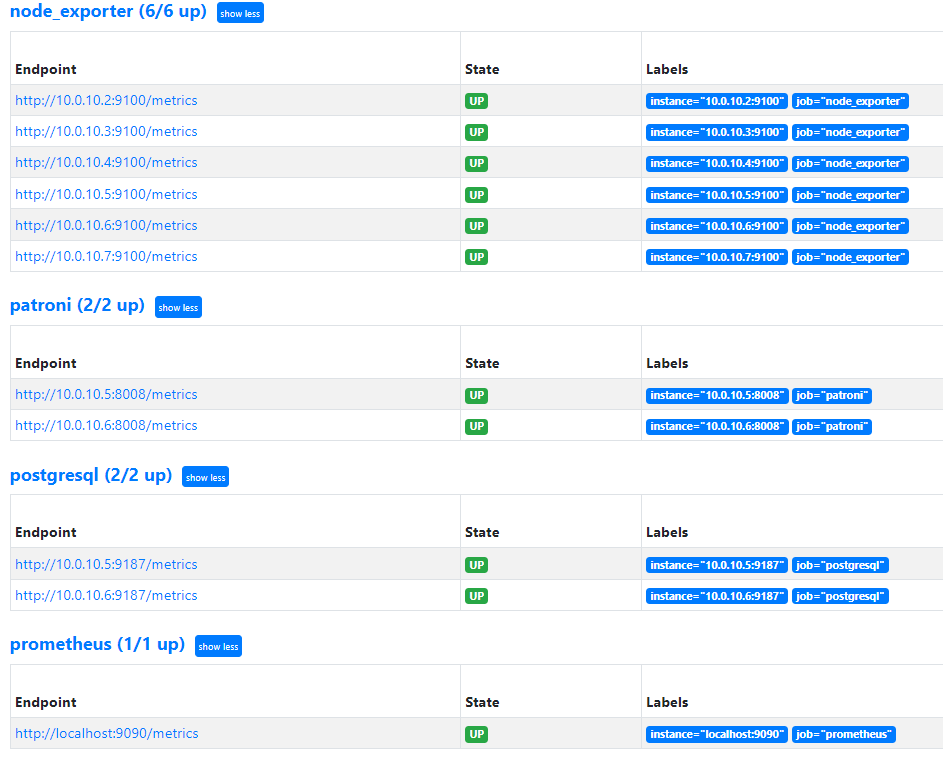 node_exporter (6/6 up) show less
Endpoint State Labels
http://10.0.10.2:9100/metrics UP instance="10.0.10.2:9100" job="node_exporter"
http://10.0.10.3:9100/metrics UP instance="10.0.10.3:9100" job="node_exporter"
http://10.0.10.4:9100/metrics UP instance="10.0.10.4:9100" job="node_exporter"
http://10.0.10.5:9100/metrics UP instance="10.0.10.5:9100" job="node_exporter"
http://10.0.10.6:9100/metrics UP instance="10.0.10.6:9100" job="node_exporter"
http://10.0.10.7:9100/metrics UP instance="10.0.10.7:9100" job="node_exporter"
patroni (2/2 up) show less
Endpoint State Labels
http://10.0.10.5:8008/metrics UP instance="10.0.10.5:8008" job="patroni"
http://10.0.10.6:8008/metrics UP instance="10.0.10.6:8008" job="patroni"
postgresql (2/2 up) show less
Endpoint State Labels
http://10.0.10.5:9187/metrics UP instance="10.0.10.5:9187" job="postgresql"
http://10.0.10.6:9187/metrics UP instance="10.0.10.6:9187" job="postgresql"
prometheus (1/1 up) show less
Endpoint State Labels
http://localhost:9090/metrics UP instance="localhost:9090" job="prometheus"